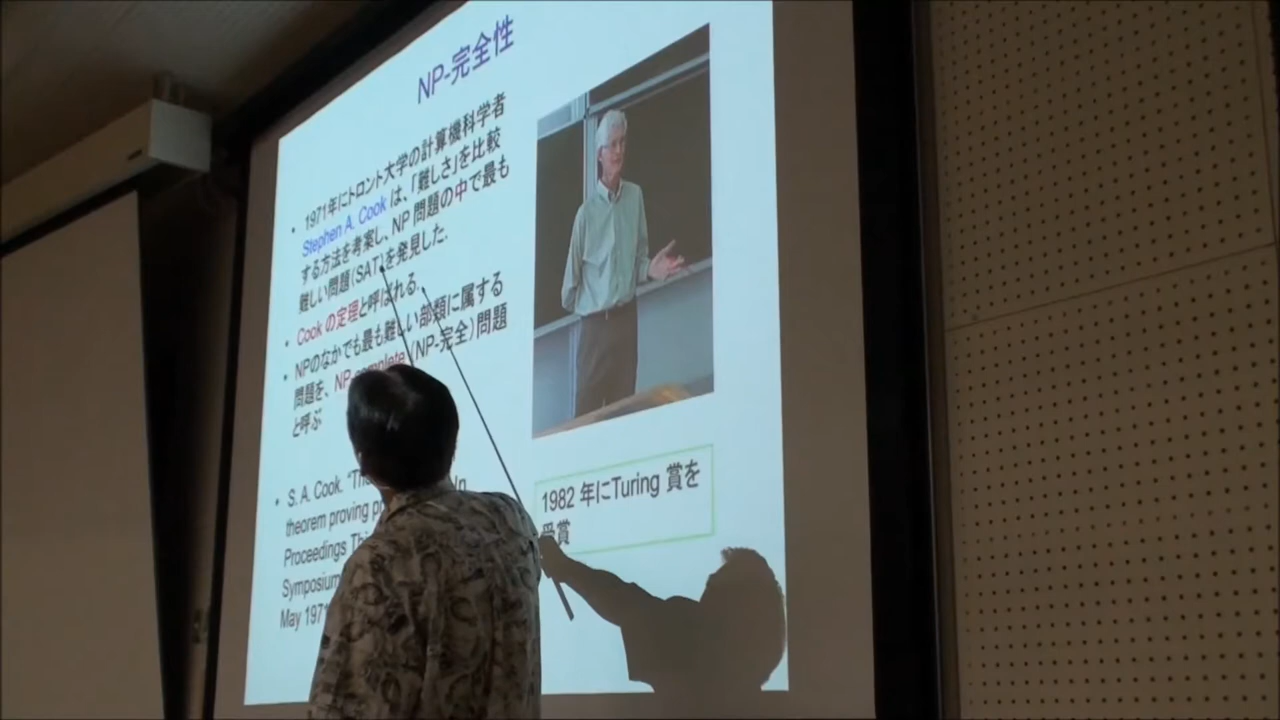 NP-完全性
• 1971年にトロント大学の計算機科学者
Stephen A. Cook は、「難しさ」を比較
する方法を考案し、NP 問題の中で最も
難しい問題(SAT)を発見した.
• Cook の定理と呼ばれる.
• NPのなかでも最も難しい部類に属する
問題を、NP-complete (NP-完全)問題
と呼ぶ
• S. A. Cook. “The In
theorem proving
Proceedings
Symposium
May 1971
1982 年にTuring 賞を
受賞